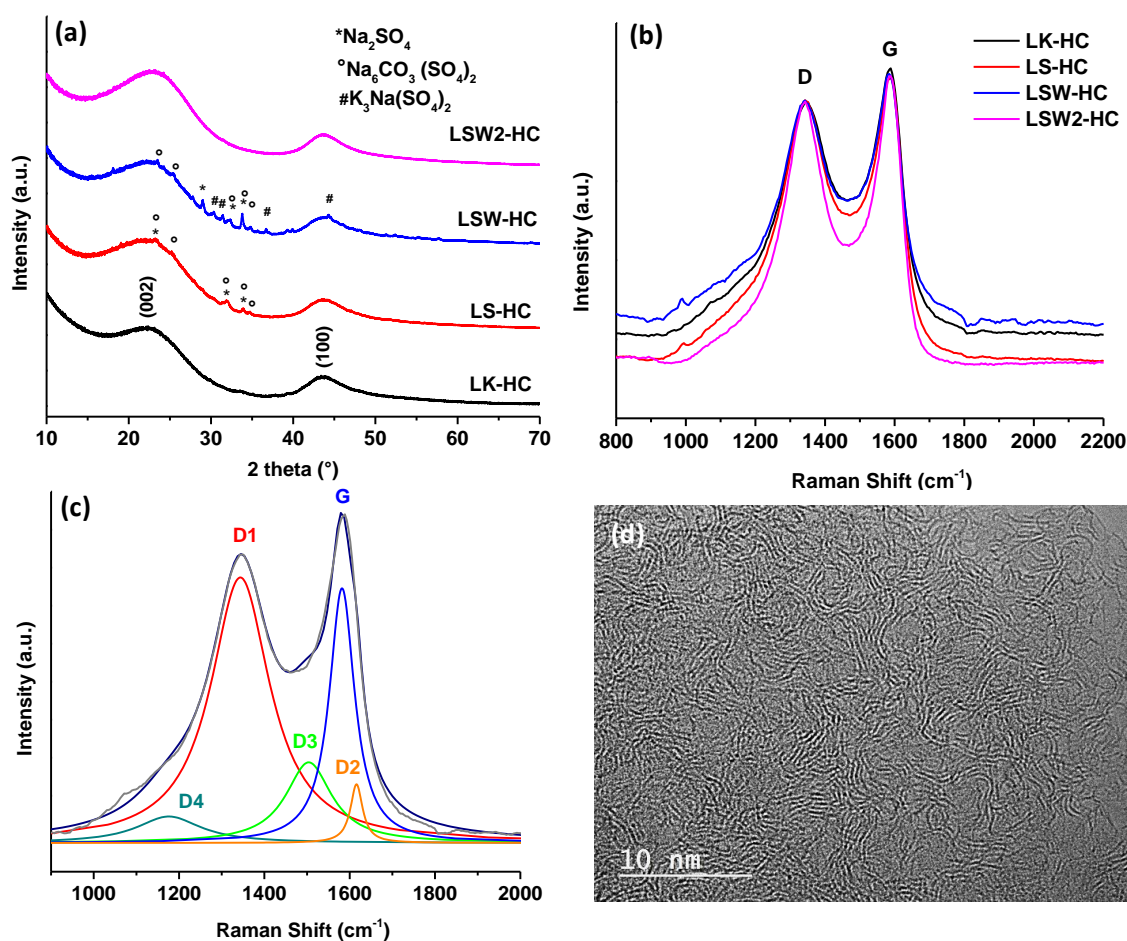 (a)
*Na₂SO₄
°Na₆CO₃ (SO₄)₂
#K₃Na(SO₄)₂
LSW2-HC
° ° * # # ° * ° * ° # #
LSW-HC
° * ° ° * ° * °
LS-HC
(002)
(100)
LK-HC
Intensity (a.u.)
10 20 30 40 50 60 70
2 theta (°)
(b)
D
G
LK-HC
LS-HC
LSW-HC
LSW2-HC
Intensity (a.u.)
800 1000 1200 1400 1600 1800 2000 2200
Raman Shift (cm⁻¹)
(c)
G
D1
D3
D2
D4
Intensity (a.u.)
1000 1200 1400 1600 1800 2000
Raman Shift (cm⁻¹)
(d)
10 nm